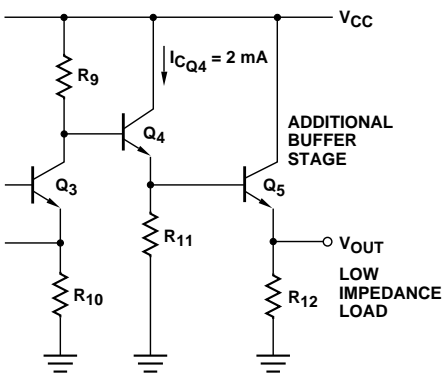 V_CC
R_9
I_CQ4 = 2 mA
Q_4
ADDITIONAL
BUFFER
STAGE
Q_3
Q_5
R_11
V_OUT
R_10
R_12
LOW
IMPEDANCE
LOAD